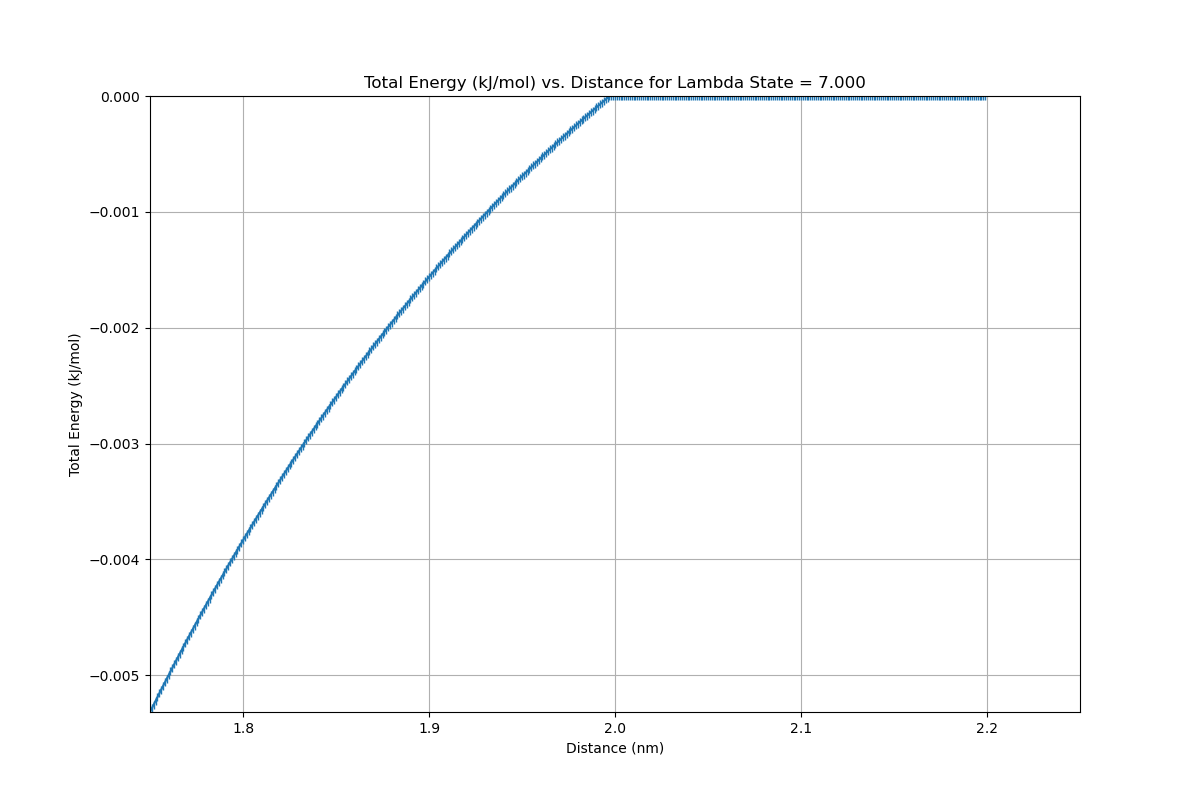 Total Energy (kJ/mol) vs. Distance for Lambda State = 7.000
0.000
−0.001
−0.002
−0.003
−0.004
−0.005
Total Energy (kJ/mol)
1.8 1.9 2.0 2.1 2.2
Distance (nm)